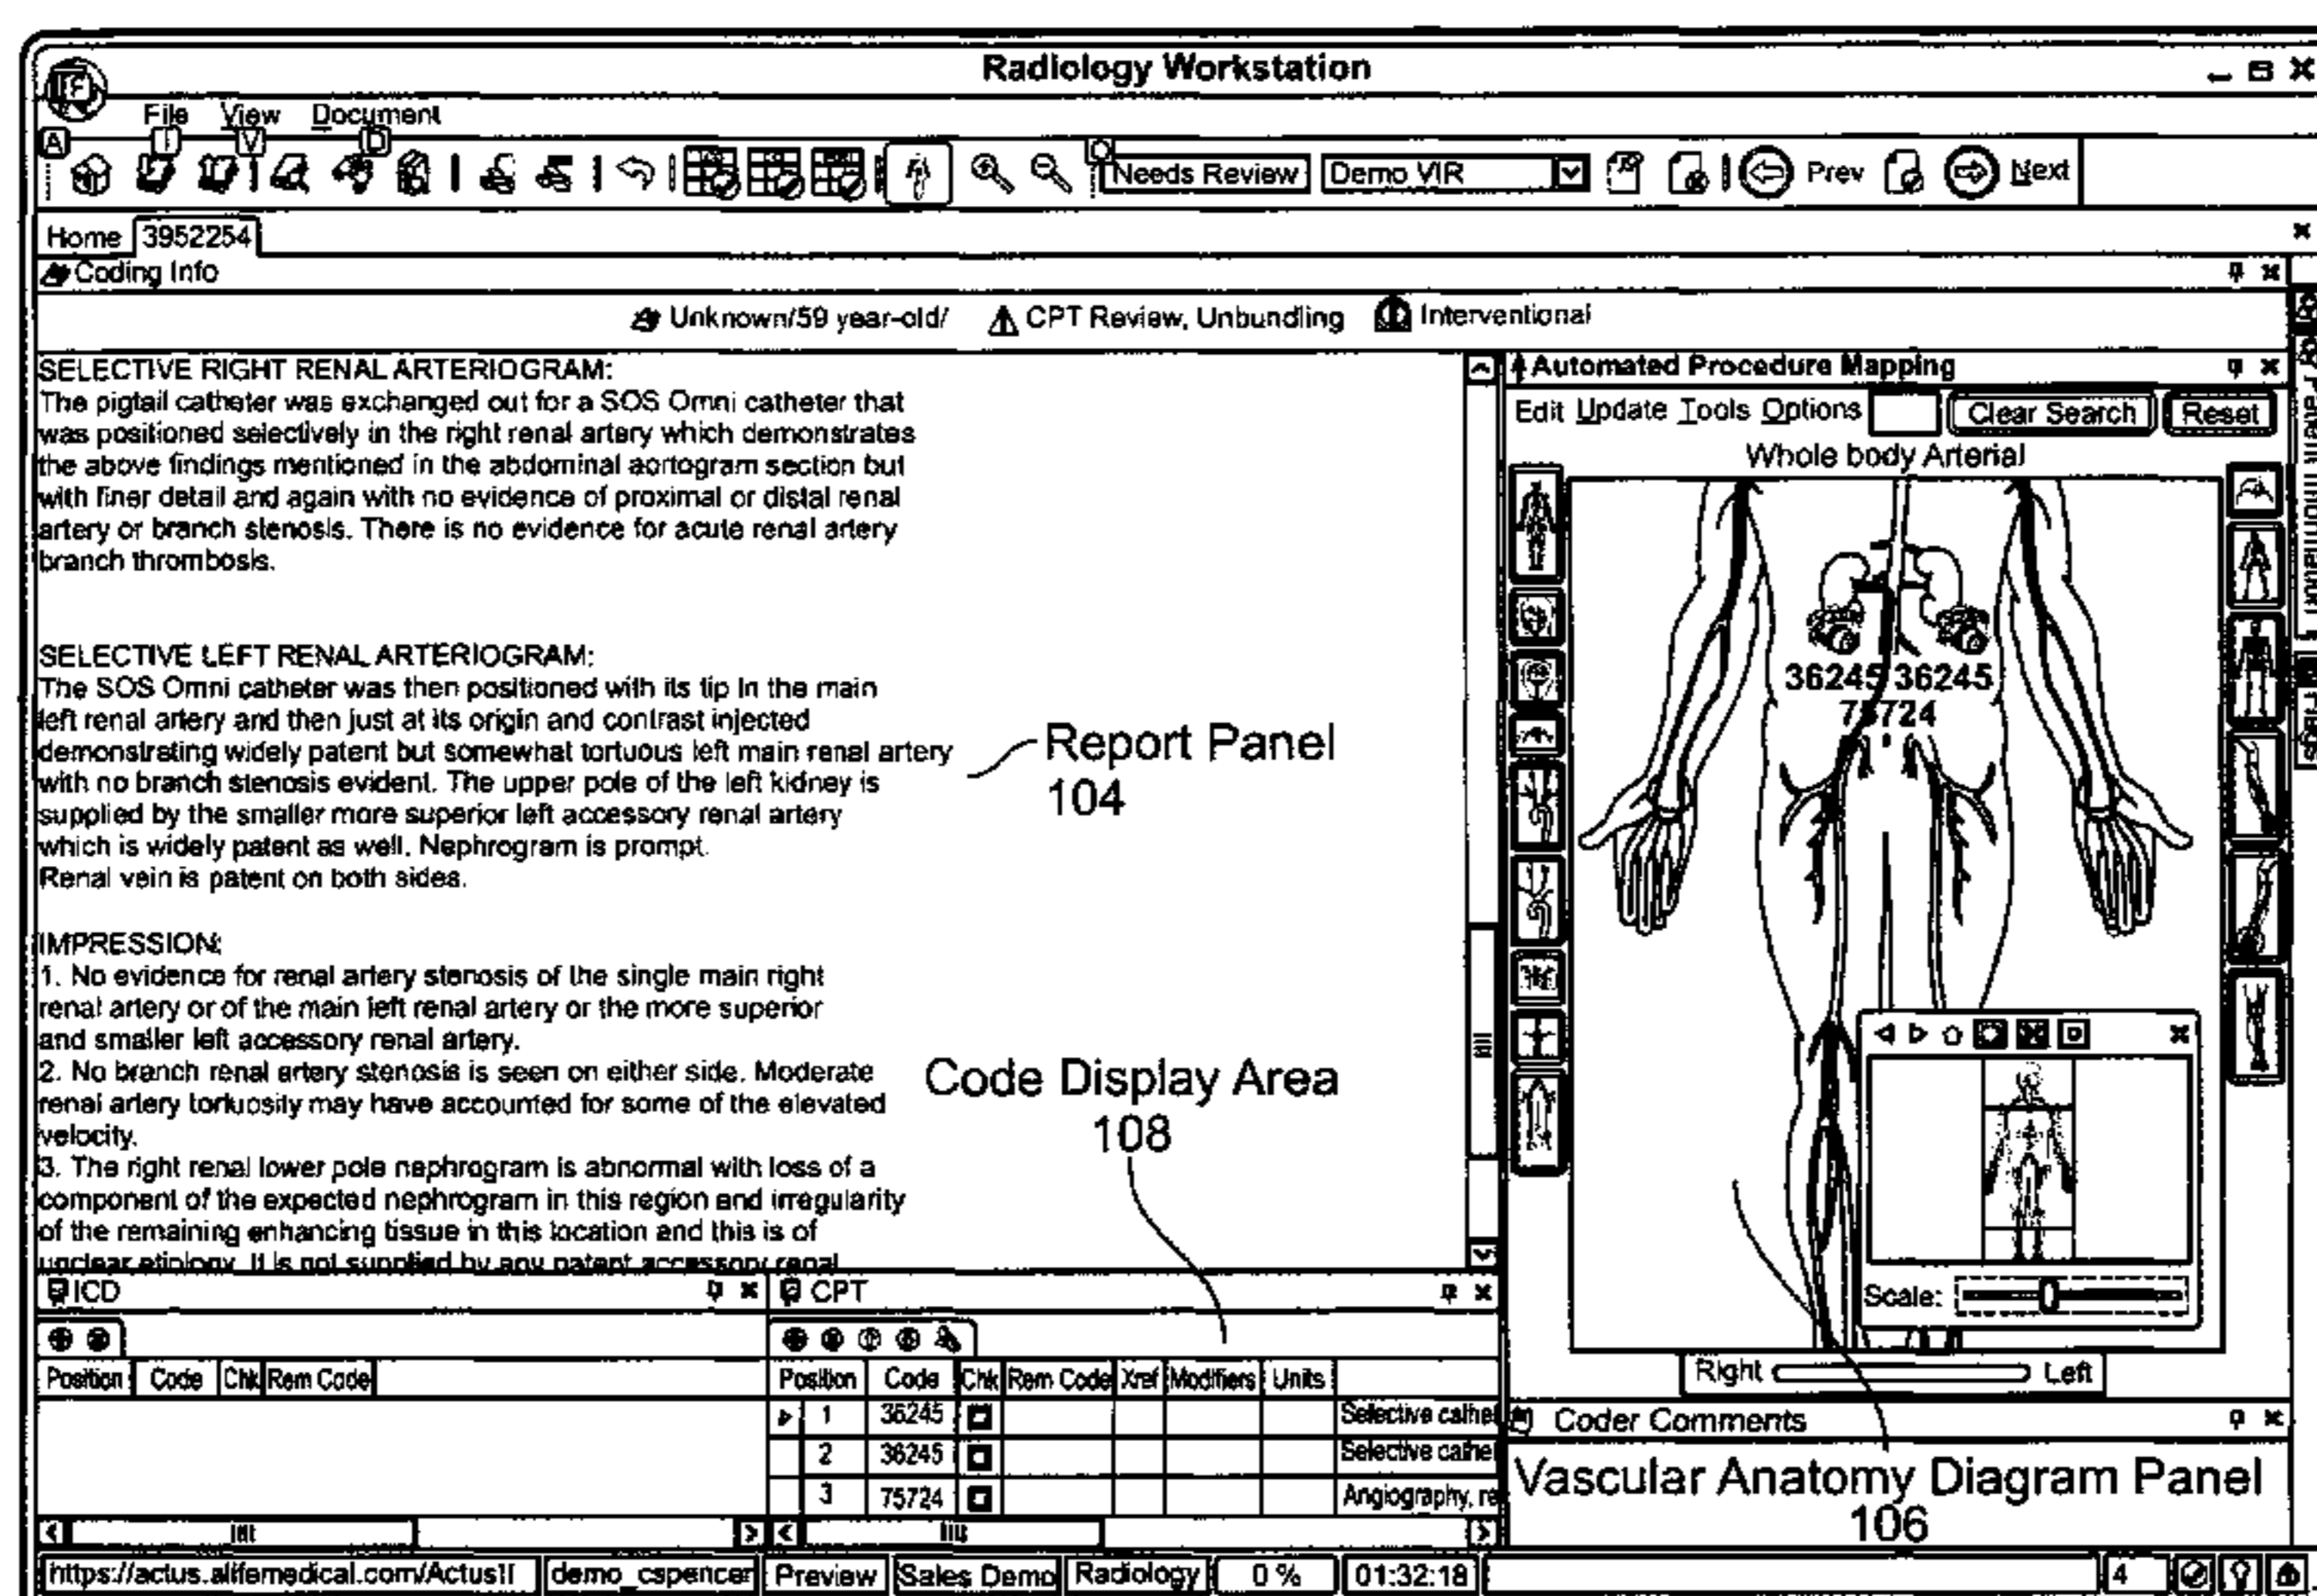 Radiology Workstation
File View Document
A I V D
Needs Review Demo VIR Prev Next
Home 3952254
Coding Info
Unknown/59 year-old/ CPT Review, Unbundling Interventional
SELECTIVE RIGHT RENAL ARTERIOGRAM:
The pigtail catheter was exchanged out for a SOS Omni catheter that
was positioned selectively in the right renal artery which demonstrates
the above findings mentioned in the abdominal aortogram section but
with finer detail and again with no evidence of proximal or distal renal
artery or branch stenosis. There is no evidence for acute renal artery
branch thrombosis.
SELECTIVE LEFT RENAL ARTERIOGRAM:
The SOS Omni catheter was then positioned with its tip in the main
left renal artery and then just at its origin and contrast injected
demonstrating widely patent but somewhat tortuous left main renal artery
with no branch stenosis evident. The upper pole of the left kidney is
supplied by the smaller more superior left accessory renal artery
which is widely patent as well. Nephrogram is prompt.
Renal vein is patent on both sides.
IMPRESSION:
1. No evidence for renal artery stenosis of the single main right
renal artery or of the main left renal artery or the more superior
and smaller left accessory renal artery.
2. No branch renal artery stenosis is seen on either side. Moderate
renal artery tortuosity may have accounted for some of the elevated
velocity.
3. The right renal lower pole nephrogram is abnormal with loss of a
component of the expected nephrogram in this region and irregularity
of the remaining enhancing tissue in this location and this is of
unclear etiology. It is not supplied by any patent accessory renal
Report Panel
104
Code Display Area
108
Automated Procedure Mapping
Edit Update Tools Options Clear Search Reset
Whole body Arterial
36245 36245
75724
Scale:
Right Left
Patient Information
Coder Comments
Vascular Anatomy Diagram Panel
106
ICD
Position Code Chk Rem Code
CPT
Position Code Chk Rem Code Xref Modifiers Units
1 36245 Selective cathe
2 36245 Selective cathe
3 75724 Angiography, re
demo_cspencer Preview Sales Demo Radiology 0 % 01:32:18 4